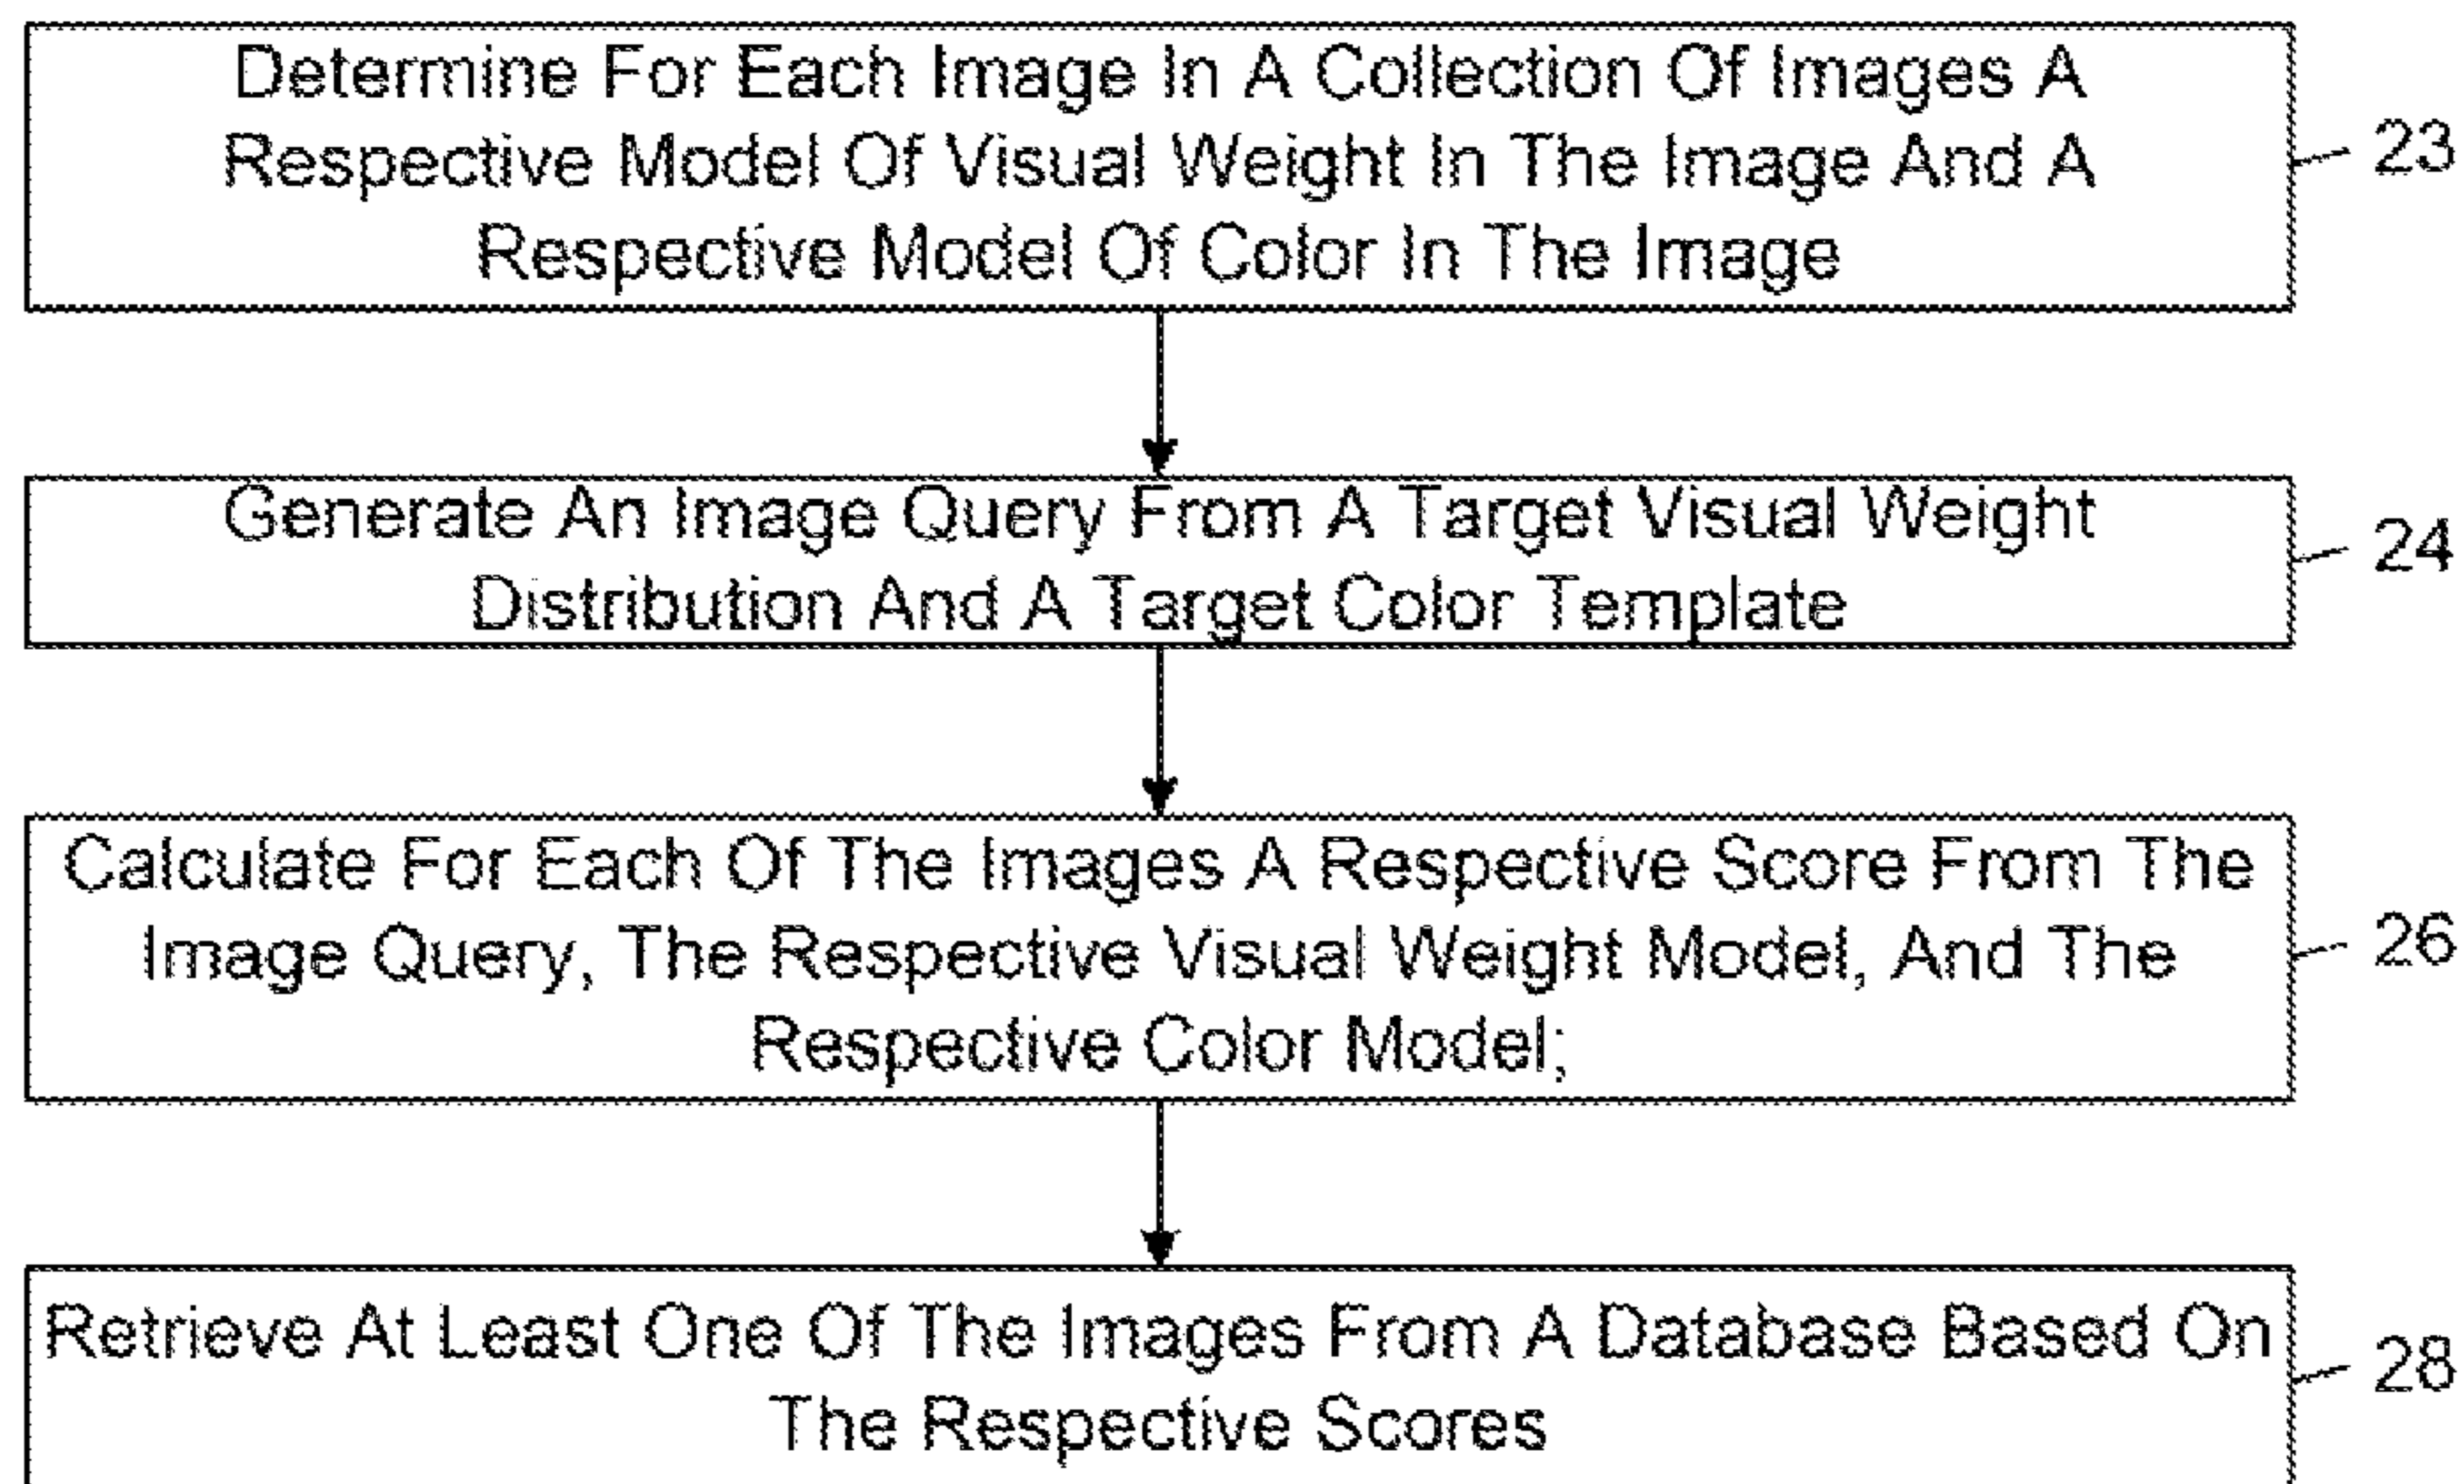 Determine For Each Image In A Collection Of Images A
Respective Model Of Visual Weight In The Image And A
Respective Model Of Color In The Image
23
Generate An Image Query From A Target Visual Weight
Distribution And A Target Color Template
24
Calculate For Each Of The Images A Respective Score From The
Image Query, The Respective Visual Weight Model, And The
Respective Color Model;
26
Retrieve At Least One Of The Images From A Database Based On
The Respective Scores
28